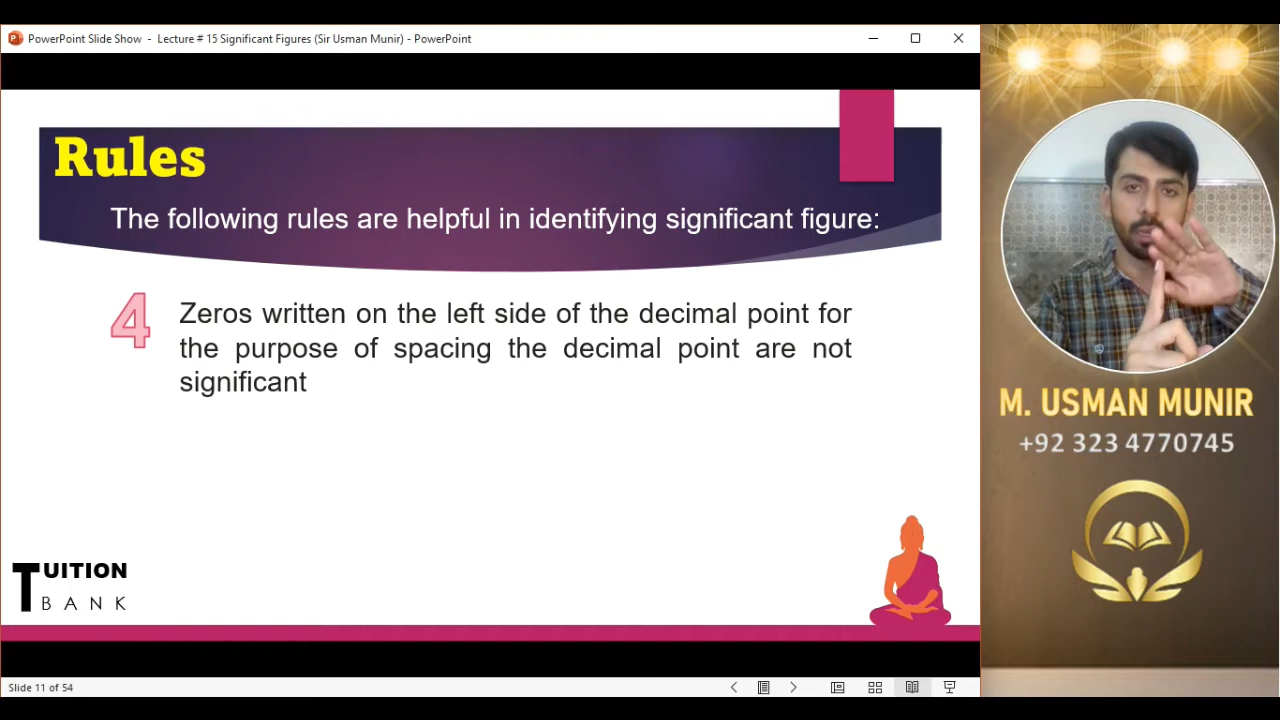 PowerPoint Slide Show - Lecture # 15 Significant Figures (Sir Usman Munir) - PowerPoint
Rules
The following rules are helpful in identifying significant figure:
4 Zeros written on the left side of the decimal point for
the purpose of spacing the decimal point are not
significant
TUITION
BANK
M. USMAN MUNIR
+92 323 4770745
Slide 11 of 54